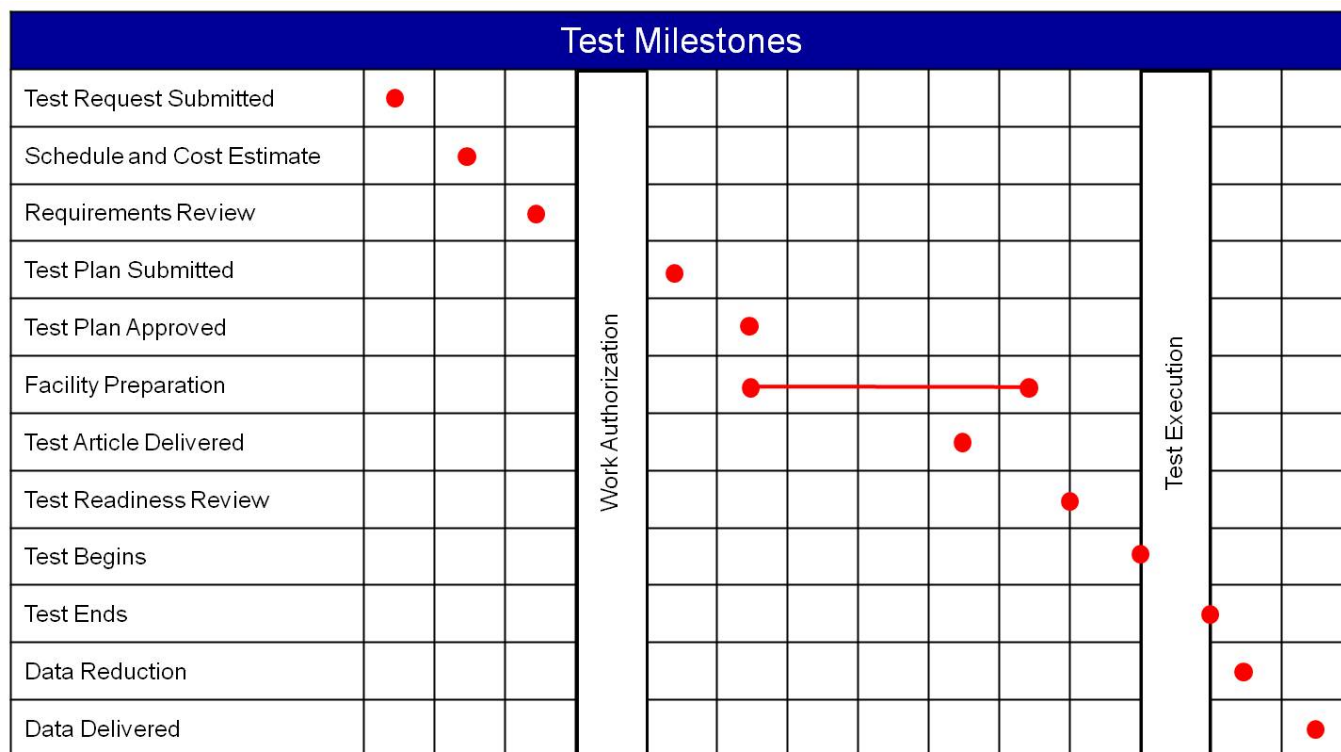 Test Milestones
Test Request Submitted
Schedule and Cost Estimate
Requirements Review
Test Plan Submitted
Test Plan Approved
Facility Preparation
Test Article Delivered
Test Readiness Review
Test Begins
Test Ends
Data Reduction
Data Delivered
Work Authorization
Test Execution